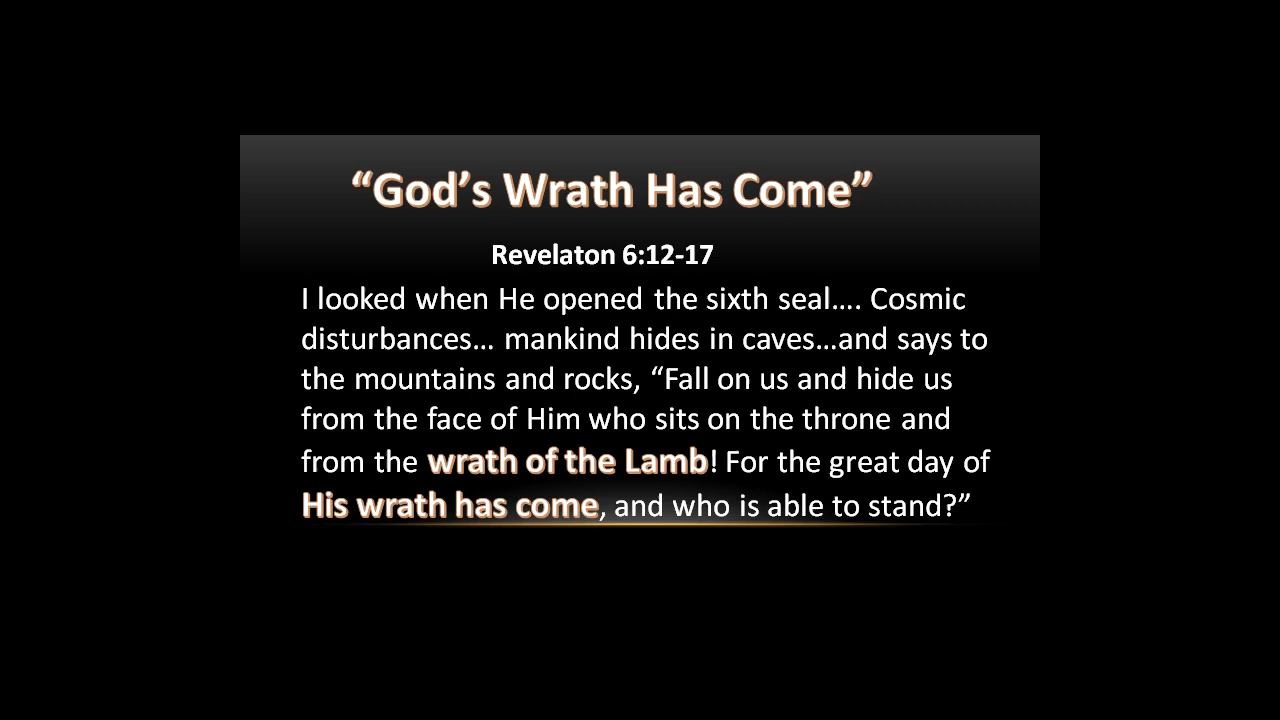 “God’s Wrath Has Come”
Revelaton 6:12-17
I looked when He opened the sixth seal…. Cosmic
disturbances… mankind hides in caves…and says to
the mountains and rocks, “Fall on us and hide us
from the face of Him who sits on the throne and
from the wrath of the Lamb! For the great day of
His wrath has come, and who is able to stand?”